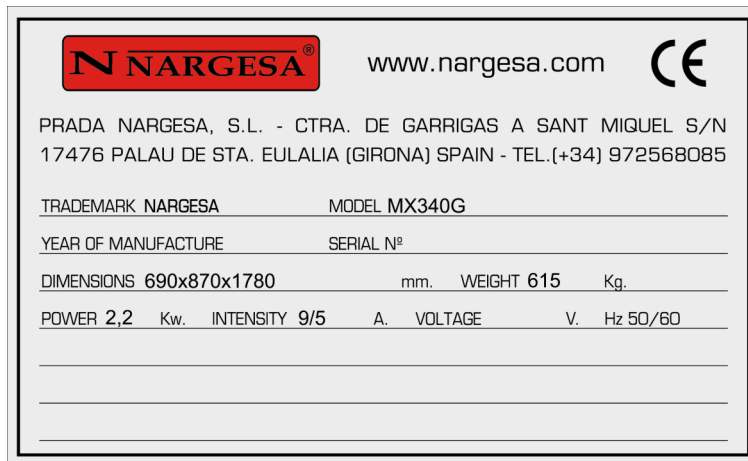 N NARGESA® www.nargesa.com CE
PRADA NARGESA, S.L. - CTRA. DE GARRIGAS A SANT MIQUEL S/N
17476 PALAU DE STA. EULALIA (GIRONA) SPAIN - TEL.(+34) 972568085
TRADEMARK NARGESA MODEL MX340G
YEAR OF MANUFACTURE SERIAL Nº
DIMENSIONS 690x870x1780 mm. WEIGHT 615 Kg.
POWER 2,2 Kw. INTENSITY 9/5 A. VOLTAGE V. Hz 50/60